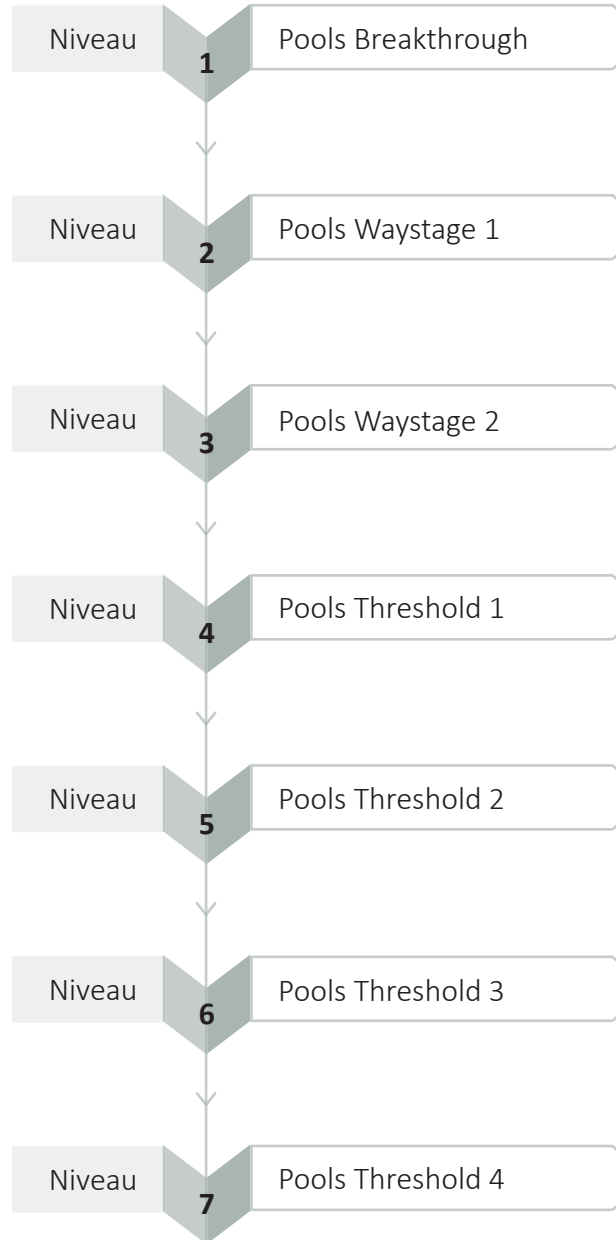 Niveau 1 Pools Breakthrough
Niveau 2 Pools Waystage 1
Niveau 3 Pools Waystage 2
Niveau 4 Pools Threshold 1
Niveau 5 Pools Threshold 2
Niveau 6 Pools Threshold 3
Niveau 7 Pools Threshold 4